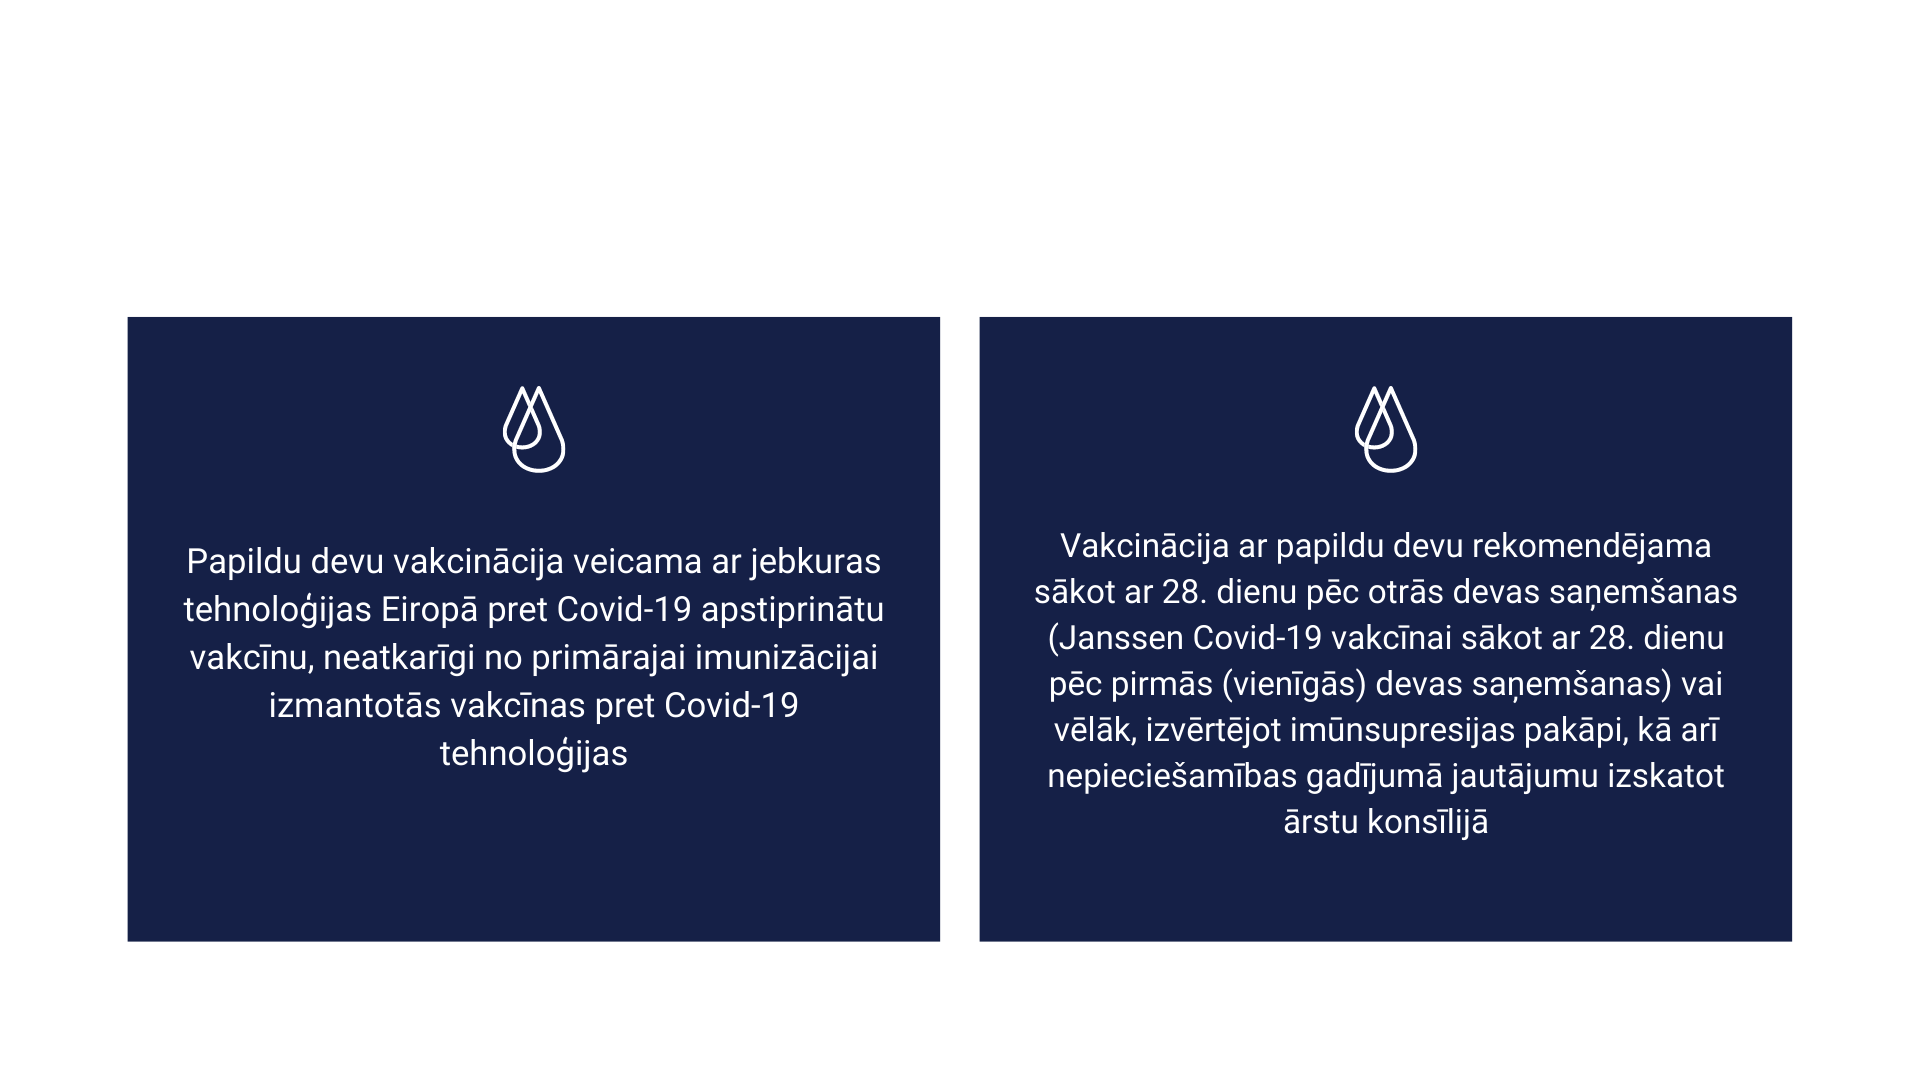 Papildu devu vakcinācija veicama ar jebkuras
tehnoloģijas Eiropā pret Covid-19 apstiprinātu
vakcīnu, neatkarīgi no primārajai imunizācijai
izmantotās vakcīnas pret Covid-19
tehnoloģijas
Vakcinācija ar papildu devu rekomendējama
sākot ar 28. dienu pēc otrās devas saņemšanas
(Janssen Covid-19 vakcīnai sākot ar 28. dienu
pēc pirmās (vienīgās) devas saņemšanas) vai
vēlāk, izvērtējot imūnsupresijas pakāpi, kā arī
nepieciešamības gadījumā jautājumu izskatot
ārstu konsīlijā